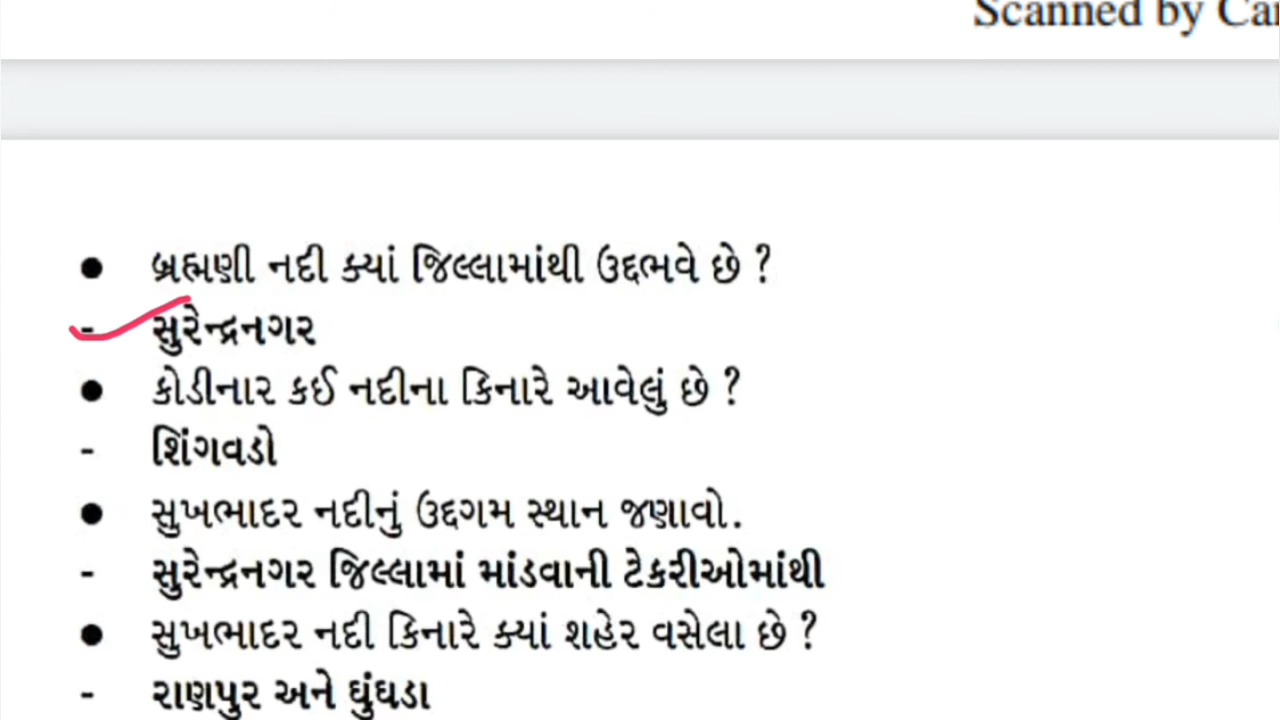 Scanned by Ca
● બ્રહ્મણી નદી ક્યાં જિલ્લામાંથી ઉદ્દભવે છે ?
- સુરેન્દ્રનગર
● કોડીનાર કઈ નદીના કિનારે આવેલું છે ?
- શિંગવડો
● સુખભાદર નદીનું ઉદ્દગમ સ્થાન જણાવો.
- સુરેન્દ્રનગર જિલ્લામાં માંડવાની ટેકરીઓમાંથી
● સુખભાદર નદી કિનારે ક્યાં શહેર વસેલા છે ?
- રાણપુર અને ઘુંઘડા